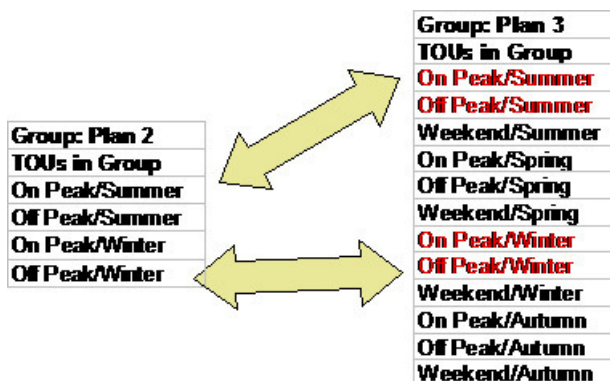 Group: Plan 2
TOUs in Group
On Peak/Summer
Off Peak/Summer
On Peak/Winter
Off Peak/Winter
Group: Plan 3
TOUs in Group
On Peak/Summer
Off Peak/Summer
Weekend/Summer
On Peak/Spring
Off Peak/Spring
Weekend/Spring
On Peak/Winter
Off Peak/Winter
Weekend/Winter
On Peak/Autumn
Off Peak/Autumn
Weekend/Autumn